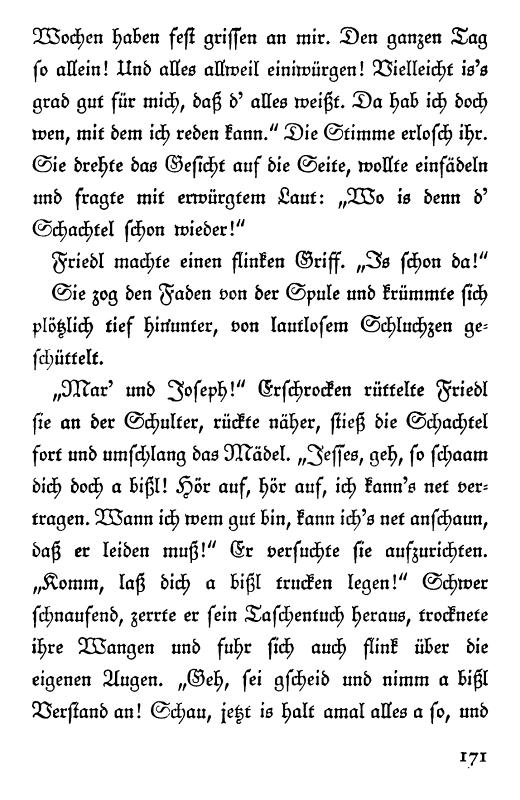 Wochen haben fest grissen an mir. Den ganzen Tag
so allein! Und alles allweil einiwürgen! Vielleicht is's
grad gut für mich, daß d' alles weißt. Da hab ich doch
wen, mit dem ich reden kann.“ Die Stimme erlosch ihr.
Sie drehte das Gesicht auf die Seite, wollte einfädeln
und fragte mit erwürgtem Laut: „Wo is denn d'
Schachtel schon wieder!“
Friedl machte einen flinken Griff. „Is schon da!“
Sie zog den Faden von der Spule und krümmte sich
plötzlich tief hinunter, von lautlosem Schluchzen ge-
schüttelt.
„Mar' und Joseph!“ Erschrocken rüttelte Friedl
sie an der Schulter, rückte näher, stieß die Schachtel
fort und umschlang das Mädel. „Jesses, geh, so schaam
dich doch a bißl! Hör auf, hör auf, ich kann's net ver-
tragen. Wann ich wem gut bin, kann ich's net anschaun,
daß er leiden muß!“ Er versuchte sie aufzurichten.
„Komm, laß dich a bißl trucken legen!“ Schwer
schnaufend, zerrte er sein Taschentuch heraus, trocknete
ihre Wangen und fuhr sich auch flink über die
eigenen Augen. „Geh, sei gscheid und nimm a bißl
Verstand an! Schau, jetzt is halt amal alles a so, und
171